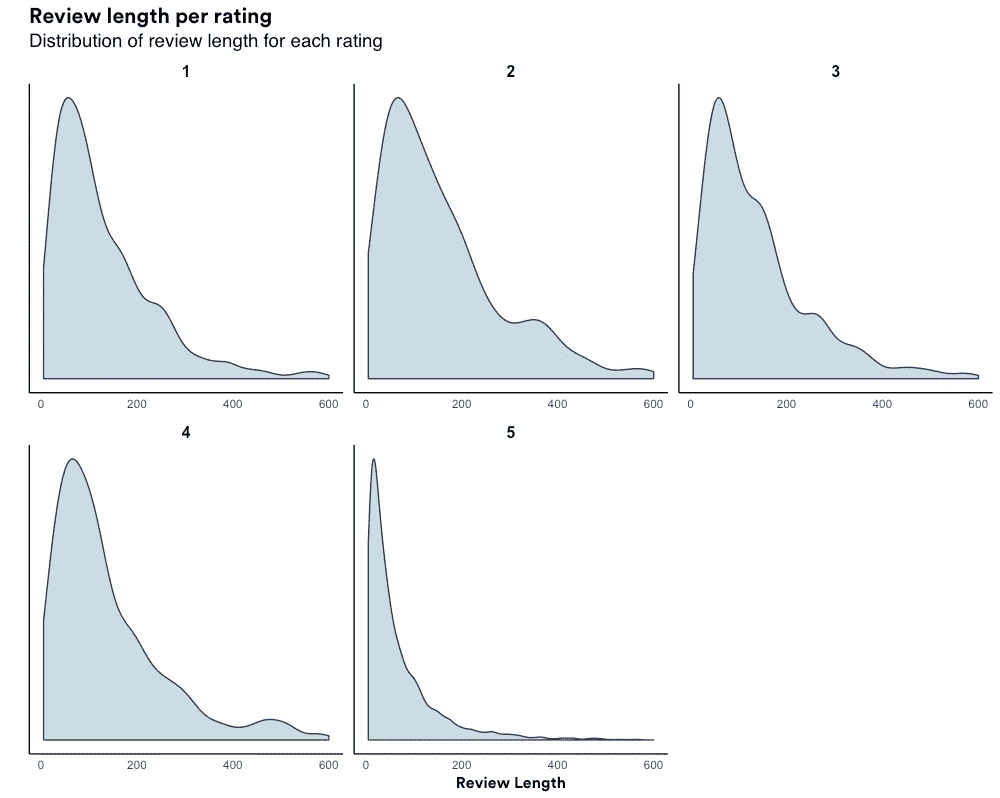 Review length per rating
Distribution of review length for each rating
1 2 3
0 200 400 600 0 200 400 600 0 200 400 600
4 5
0 200 400 600 0 200 400 600
Review Length